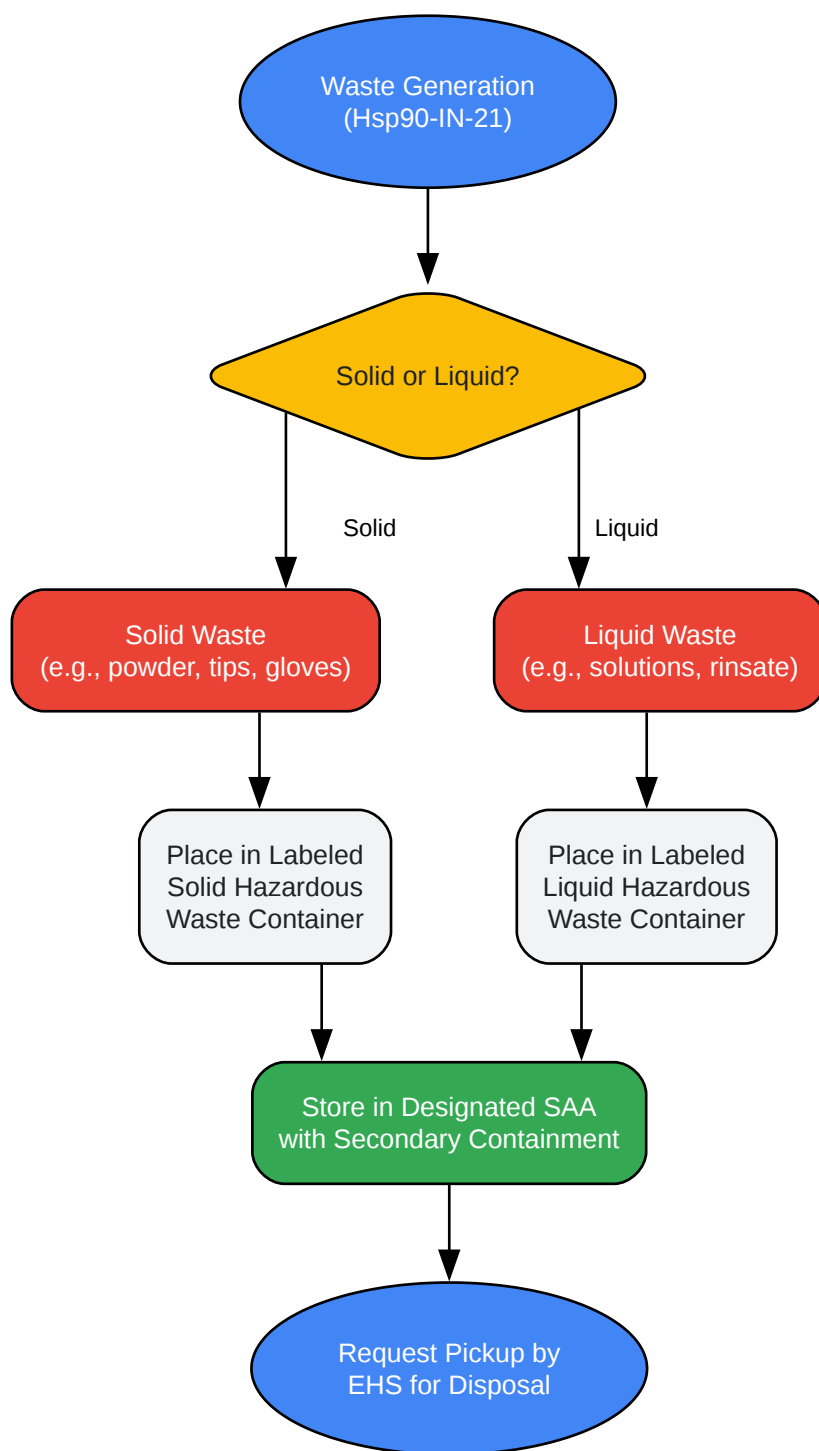 Waste Generation
(Hsp90-IN-21)
Solid or Liquid?
Solid
Liquid
Solid Waste
(e.g., powder, tips, gloves)
Liquid Waste
(e.g., solutions, rinsate)
Place in Labeled
Solid Hazardous
Waste Container
Place in Labeled
Liquid Hazardous
Waste Container
Store in Designated SAA
with Secondary Containment
Request Pickup by
EHS for Disposal